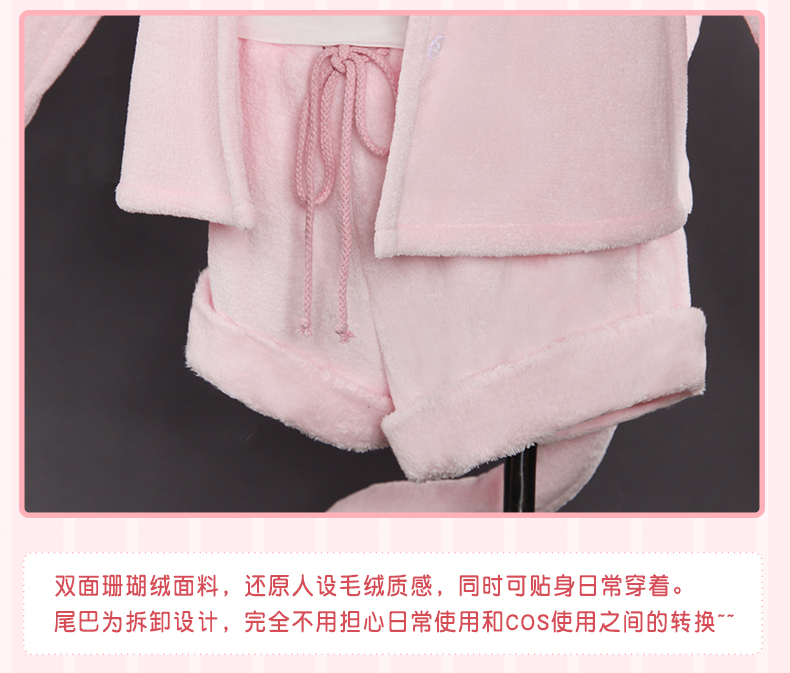 双面珊瑚绒面料，还原人设毛绒质感，同时可贴身日常穿着。
尾巴为拆卸设计，完全不用担心日常使用和COS使用之间的转换~~